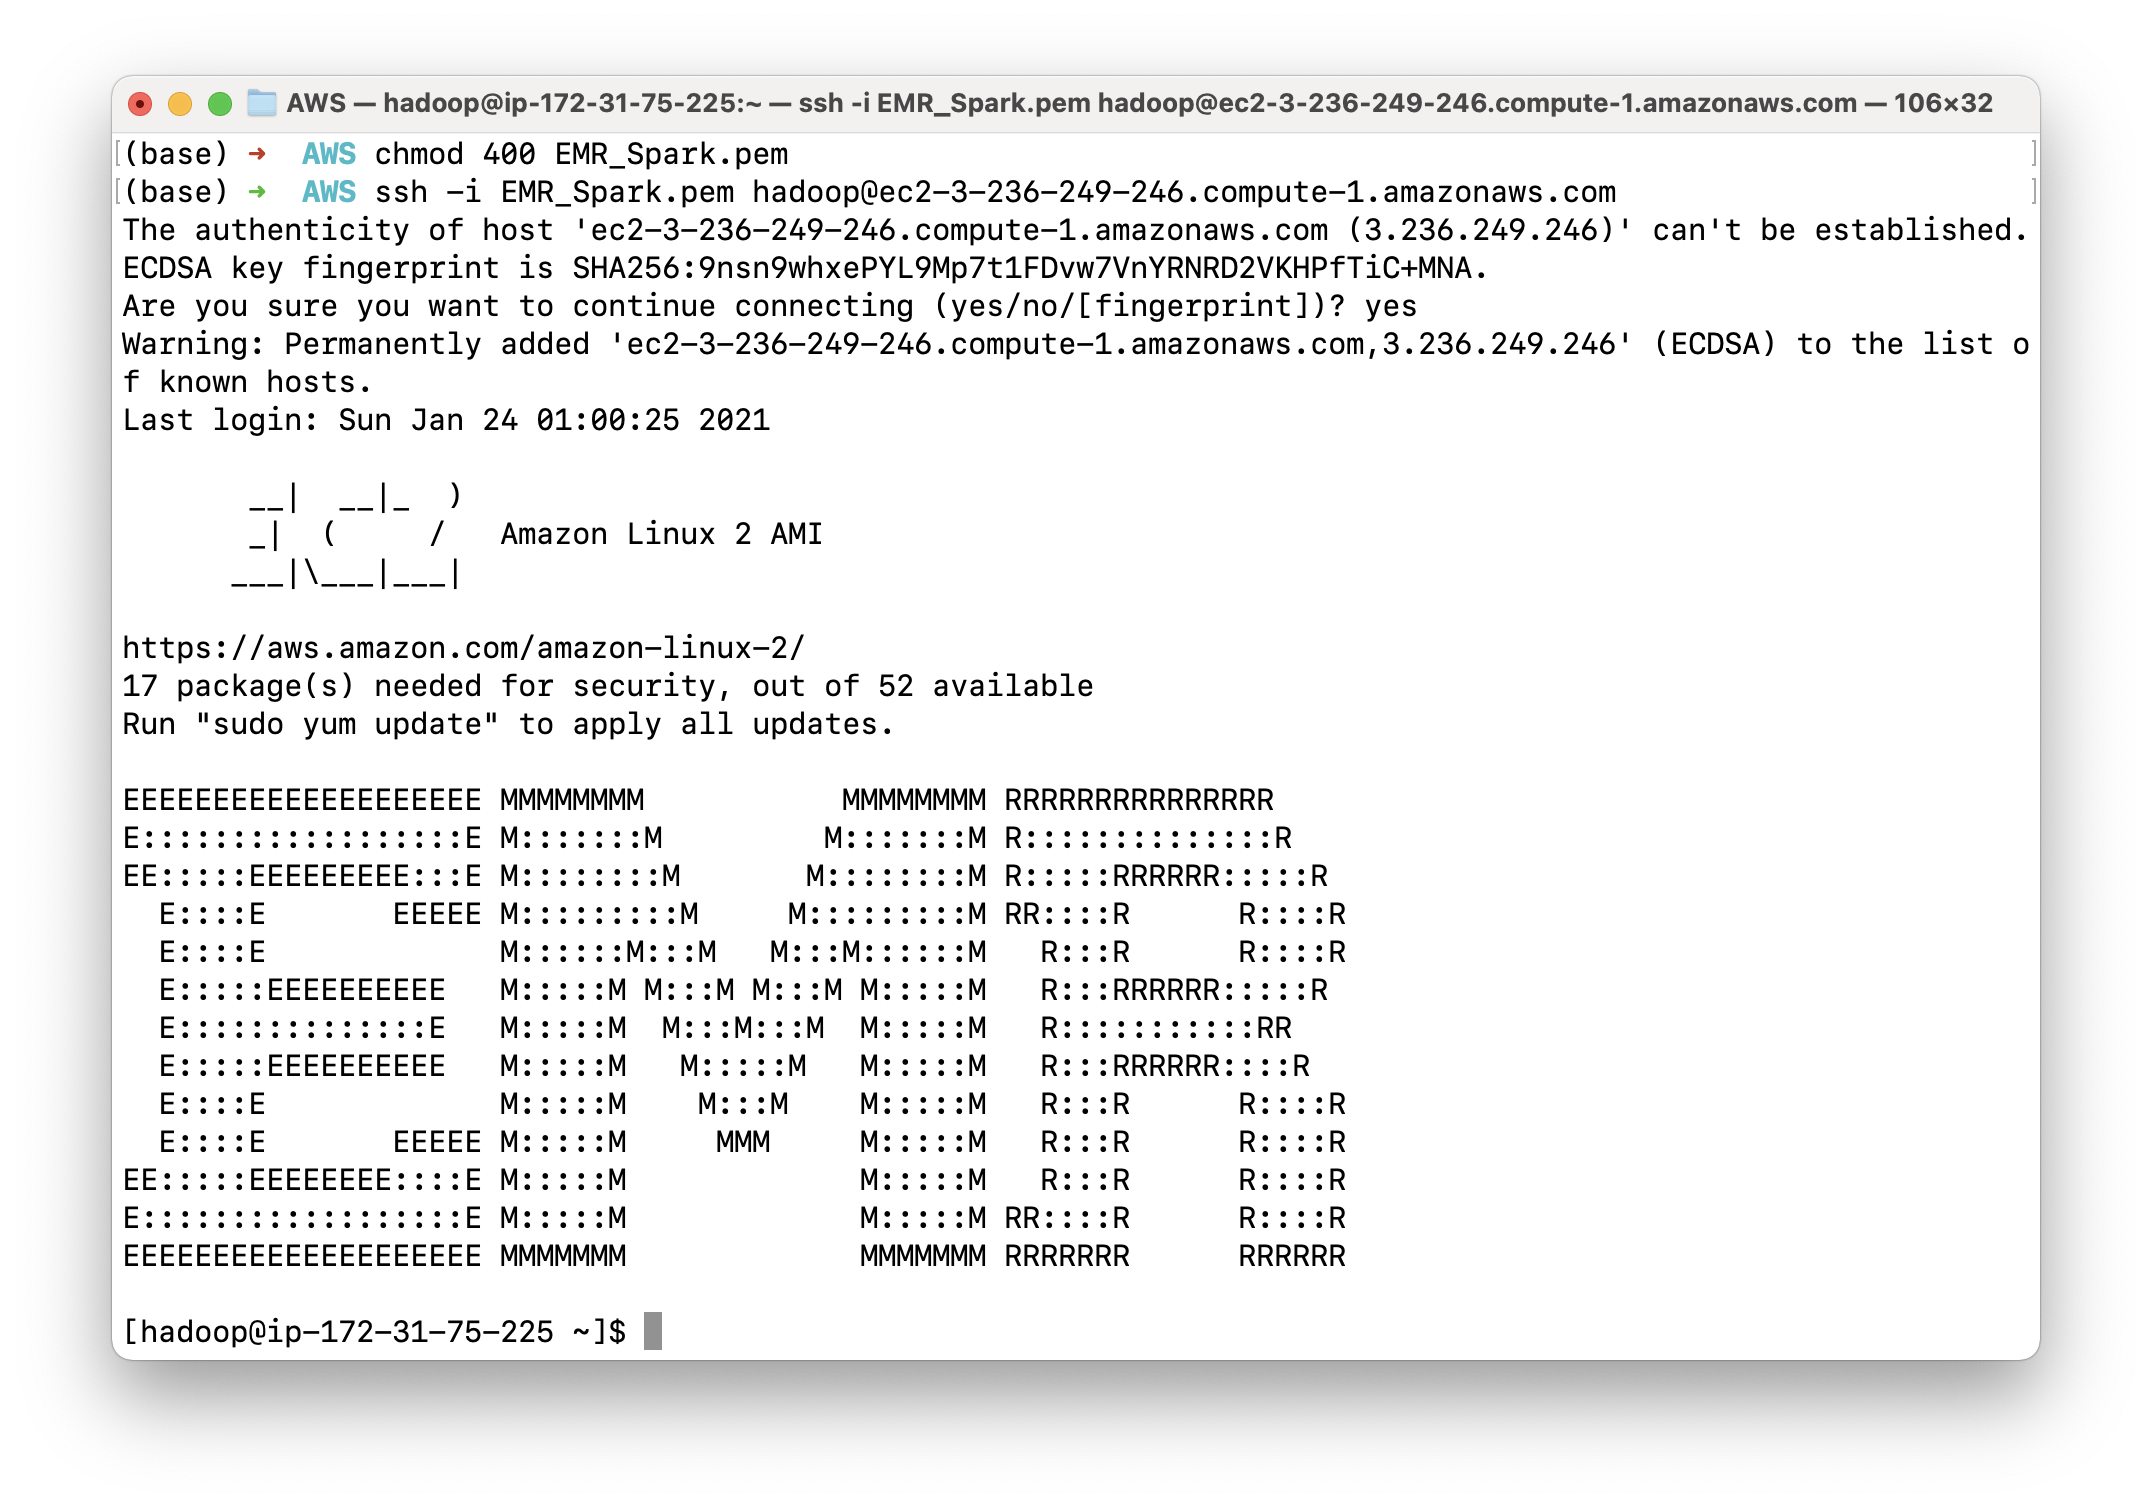 AWS — hadoop@ip-172-31-75-225:~ — ssh -i EMR_Spark.pem hadoop@ec2-3-236-249-246.compute-1.amazonaws.com — 106×32
[(base) ➜  AWS chmod 400 EMR_Spark.pem ]
[(base) ➜  AWS ssh -i EMR_Spark.pem hadoop@ec2-3-236-249-246.compute-1.amazonaws.com ]
The authenticity of host 'ec2-3-236-249-246.compute-1.amazonaws.com (3.236.249.246)' can't be established.
ECDSA key fingerprint is SHA256:9nsn9whxePYL9Mp7t1FDvw7VnYRNRD2VKHPfTiC+MNA.
Are you sure you want to continue connecting (yes/no/[fingerprint])? yes
Warning: Permanently added 'ec2-3-236-249-246.compute-1.amazonaws.com,3.236.249.246' (ECDSA) to the list o
f known hosts.
Last login: Sun Jan 24 01:00:25 2021
       __|  __|_  )
       _|  (     /   Amazon Linux 2 AMI
      ___|\___|___|
https://aws.amazon.com/amazon-linux-2/
17 package(s) needed for security, out of 52 available
Run "sudo yum update" to apply all updates.
EEEEEEEEEEEEEEEEEEEE MMMMMMMM           MMMMMMMM RRRRRRRRRRRRRRR
E::::::::::::::::::E M:::::::M         M:::::::M R::::::::::::::R
EE:::::EEEEEEEEE:::E M::::::::M       M::::::::M R:::::RRRRRR:::::R
  E::::E       EEEEE M:::::::::M     M:::::::::M RR::::R      R::::R
  E::::E             M::::::M:::M   M:::M::::::M   R:::R      R::::R
  E:::::EEEEEEEEEE   M:::::M M:::M M:::M M:::::M   R:::RRRRRR:::::R
  E::::::::::::::E   M:::::M  M:::M:::M  M:::::M   R:::::::::::RR
  E:::::EEEEEEEEEE   M:::::M   M:::::M   M:::::M   R:::RRRRRR::::R
  E::::E             M:::::M    M:::M    M:::::M   R:::R      R::::R
  E::::E       EEEEE M:::::M     MMM     M:::::M   R:::R      R::::R
EE:::::EEEEEEEE::::E M:::::M             M:::::M   R:::R      R::::R
E::::::::::::::::::E M:::::M             M:::::M RR::::R      R::::R
EEEEEEEEEEEEEEEEEEEE MMMMMMM             MMMMMMM RRRRRRR      RRRRRR
[hadoop@ip-172-31-75-225 ~]$